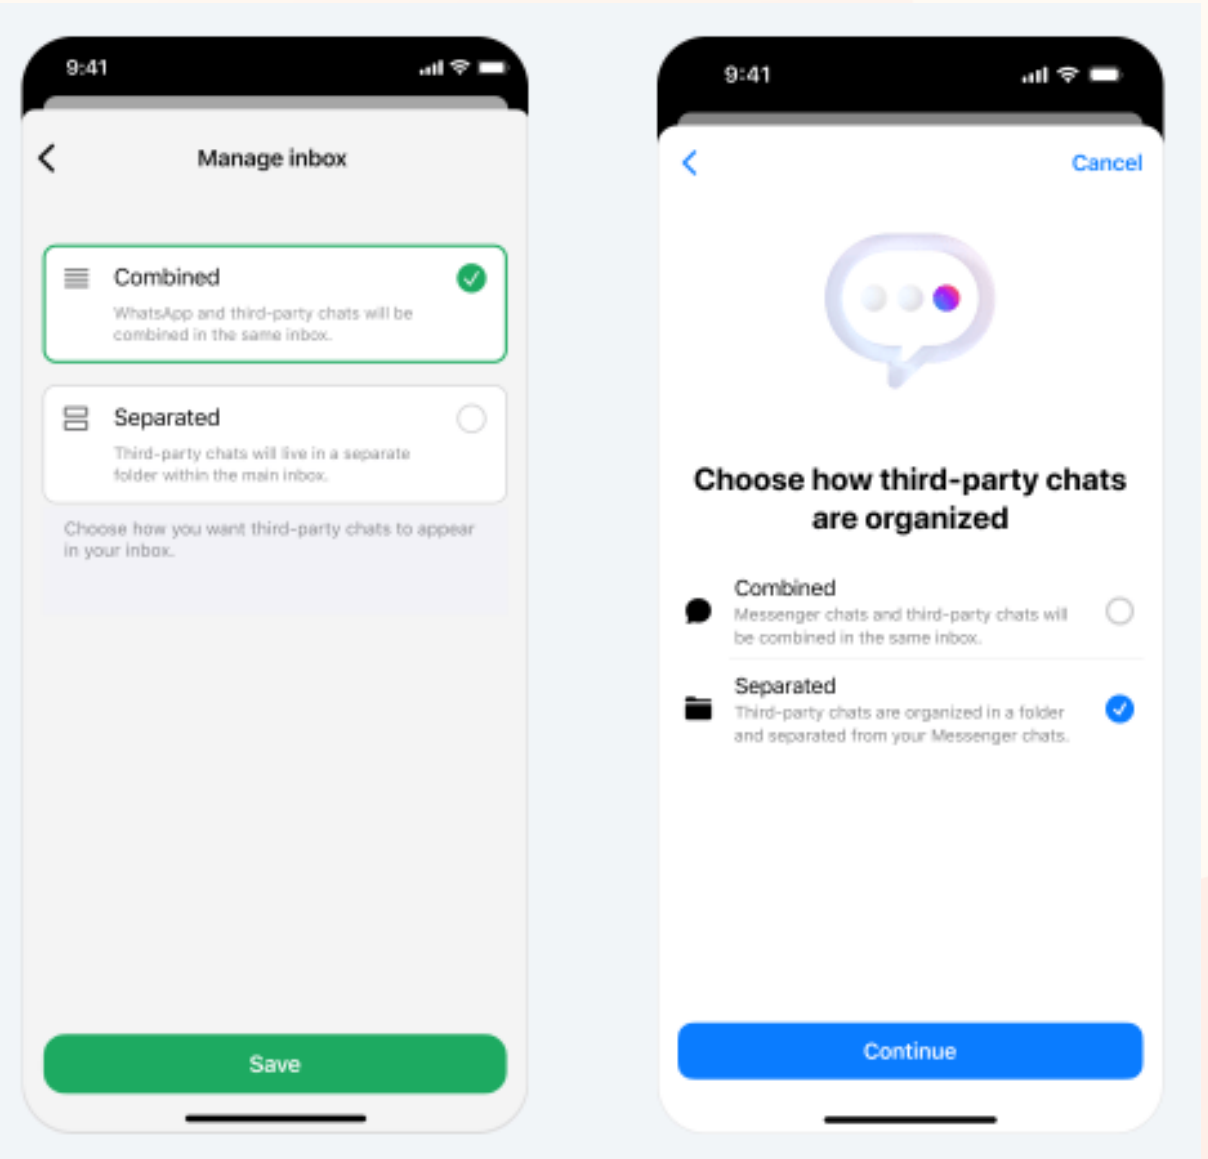 9:41
Manage inbox
Combined
WhatsApp and third-party chats will be
combined in the same inbox.
Separated
Third-party chats will live in a separate
folder within the main inbox.
Choose how you want third-party chats to appear
in your inbox.
Save
9:41
Cancel
Choose how third-party chats
are organized
Combined
Messenger chats and third-party chats will
be combined in the same inbox.
Separated
Third-party chats are organized in a folder
and separated from your Messenger chats.
Continue